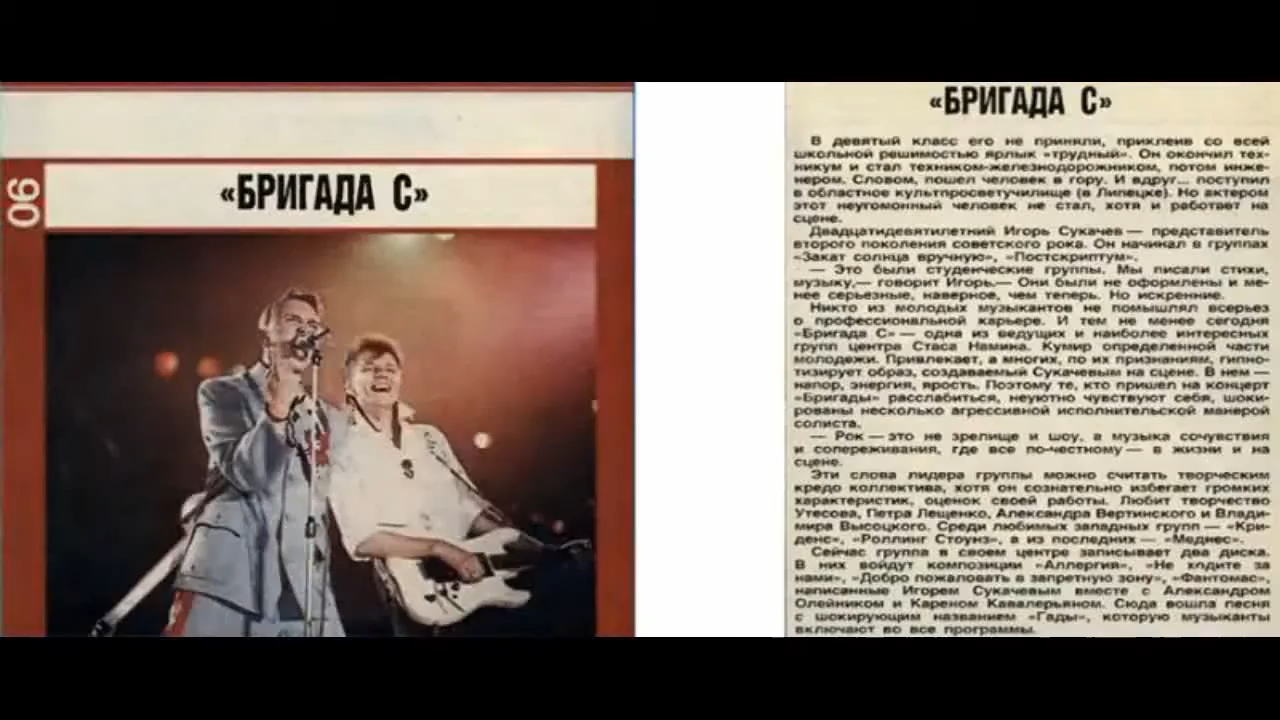 90
«БРИГАДА С»
«БРИГАДА С»
В девятый класс его не приняли, приклеив со всей
школьной решимостью ярлык «трудный». Он окончил тех-
никум и стал техником-железнодорожником, потом инже-
нером. Словом, пошел человек в гору. И вдруг... поступил
в областное культпросветучилище (в Липецке). Но актером
этот неугомонный человек не стал, хотя и работает на
сцене.
Двадцатидевятилетний Игорь Сукачев — представитель
второго поколения советского рока. Он начинал в группах
«Закат солнца вручную», «Постскриптум».
— Это были студенческие группы. Мы писали стихи,
музыку,— говорит Игорь.— Они были не оформлены и ме-
нее серьезные, наверное, чем теперь. Но искренние.
Никто из молодых музыкантов не помышлял всерьез
о профессиональной карьере. И тем не менее сегодня
«Бригада С» — одна из ведущих и наиболее интересных
групп центра Стаса Намина. Кумир определенной части
молодежи. Привлекает, а многих, по их признаниям, гипно-
тизирует образ, создаваемый Сукачевым на сцене. В нем —
напор, энергия, ярость. Поэтому те, кто пришел на концерт
«Бригады» расслабиться, неуютно чувствуют себя, шоки-
рованы несколько агрессивной исполнительской манерой
солиста.
— Рок — это не зрелище и шоу, а музыка сочувствия
и сопереживания, где все по-честному — в жизни и на
сцене.
Эти слова лидера группы можно считать творческим
кредо коллектива, хотя он сознательно избегает громких
характеристик, оценок своей работы. Любит творчество
Утесова, Петра Лещенко, Александра Вертинского и Влади-
мира Высоцкого. Среди любимых западных групп — «Кри-
денс», «Роллинг Стоунз», а из последних — «Меднес».
Сейчас группа в своем центре записывает два диска.
В них войдут композиции «Аллергия», «Не ходите за
нами», «Добро пожаловать в запретную зону», «Фантомас»,
написанные Игорем Сукачевым вместе с Александром
Олейником и Кареном Кавалерьяном. Сюда вошла песня
с шокирующим названием «Гады», которую музыканты
включают во все программы.